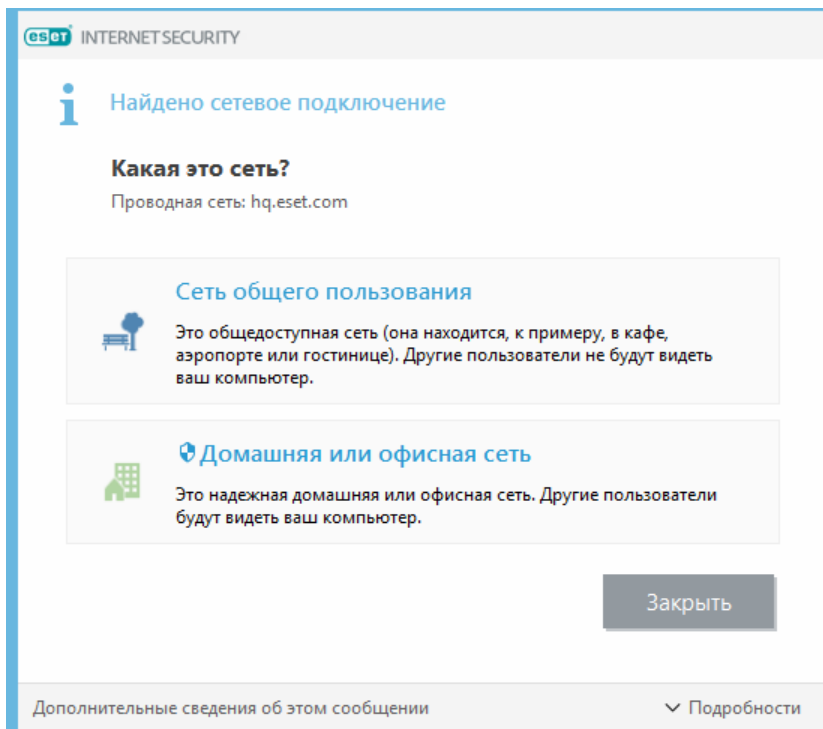 eset INTERNET SECURITY
Найдено сетевое подключение
Какая это сеть?
Проводная сеть: hq.eset.com
Сеть общего пользования
Это общедоступная сеть (она находится, к примеру, в кафе,
аэропорте или гостинице). Другие пользователи не будут видеть
ваш компьютер.
Домашняя или офисная сеть
Это надежная домашняя или офисная сеть. Другие пользователи
будут видеть ваш компьютер.
Закрыть
Дополнительные сведения об этом сообщении
Подробности